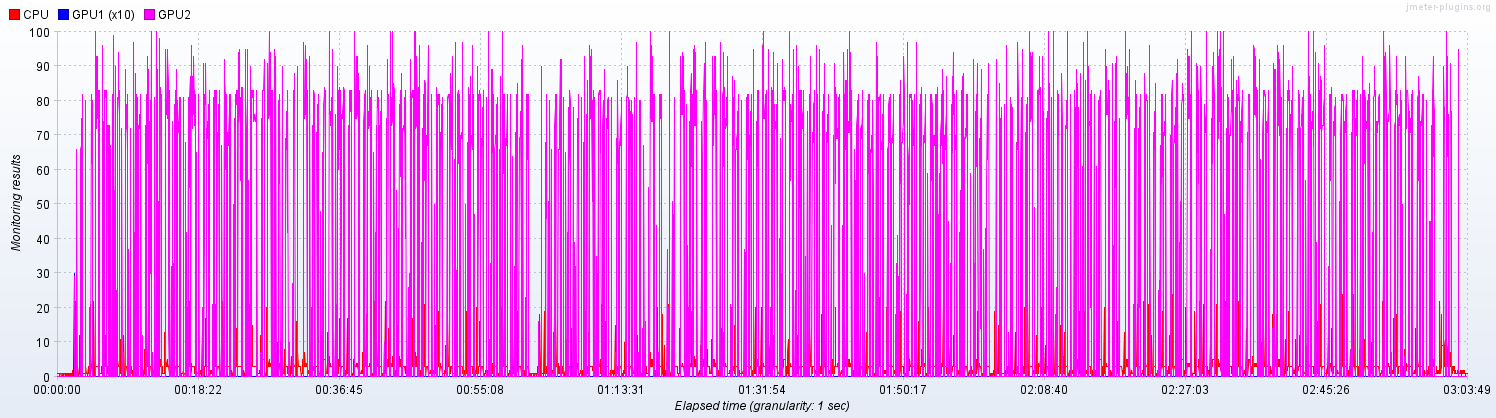 CPU GPU1 (x10) GPU2
jmeter-plugins.org
100
90
80
70
60
50
40
30
20
10
0
Monitoring results
00:00:00 00:18:22 00:36:45 00:55:08 01:13:31 01:31:54 01:50:17 02:08:40 02:27:03 02:45:26 03:03:49
Elapsed time (granularity: 1 sec)